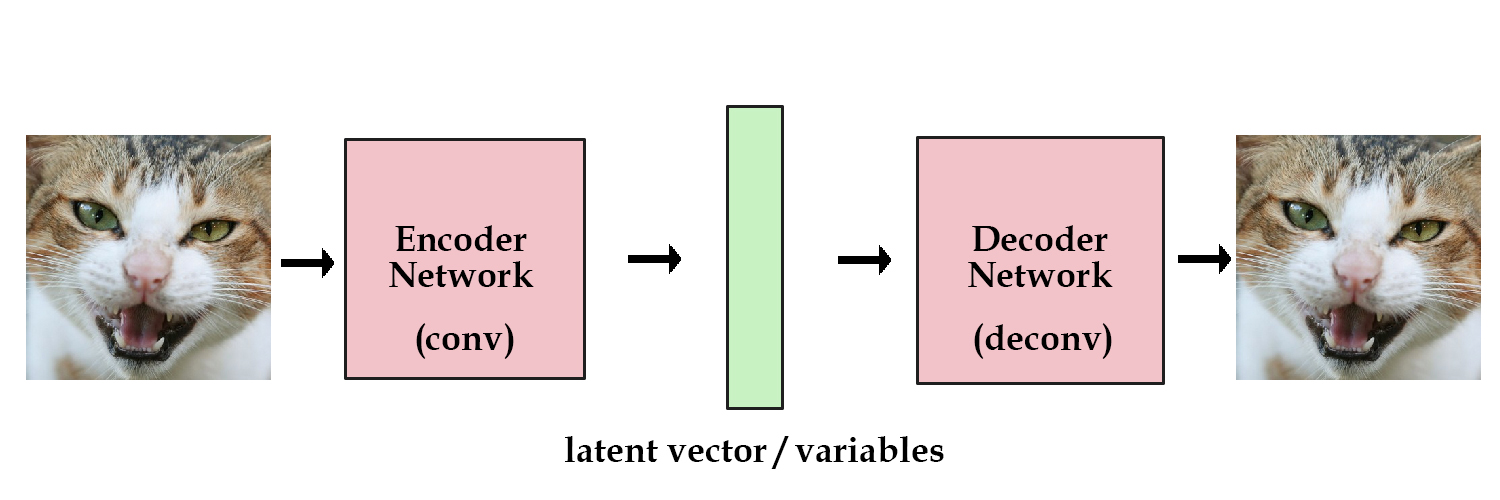 Encoder
Network
(conv)
Decoder
Network
(deconv)
latent vector / variables